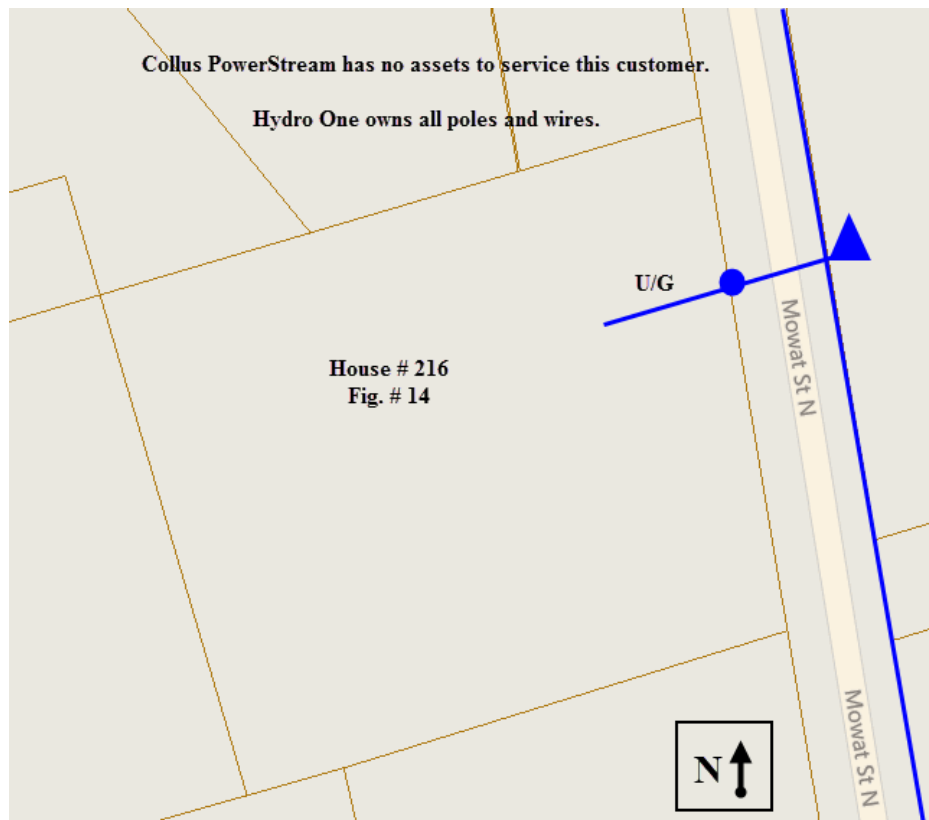 Collus PowerStream has no assets to service this customer.
Hydro One owns all poles and wires.
U/G
Mowat St N
House # 216
Fig. # 14
Mowat St N
N